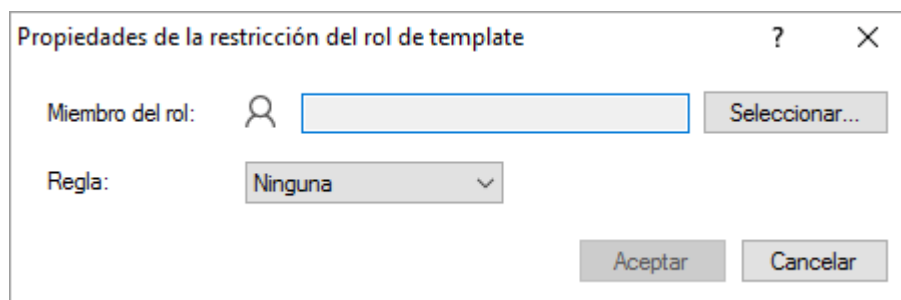 Propiedades de la restricción del rol de template ?
Miembro del rol: Seleccionar...
Regla: Ninguna
Aceptar Cancelar